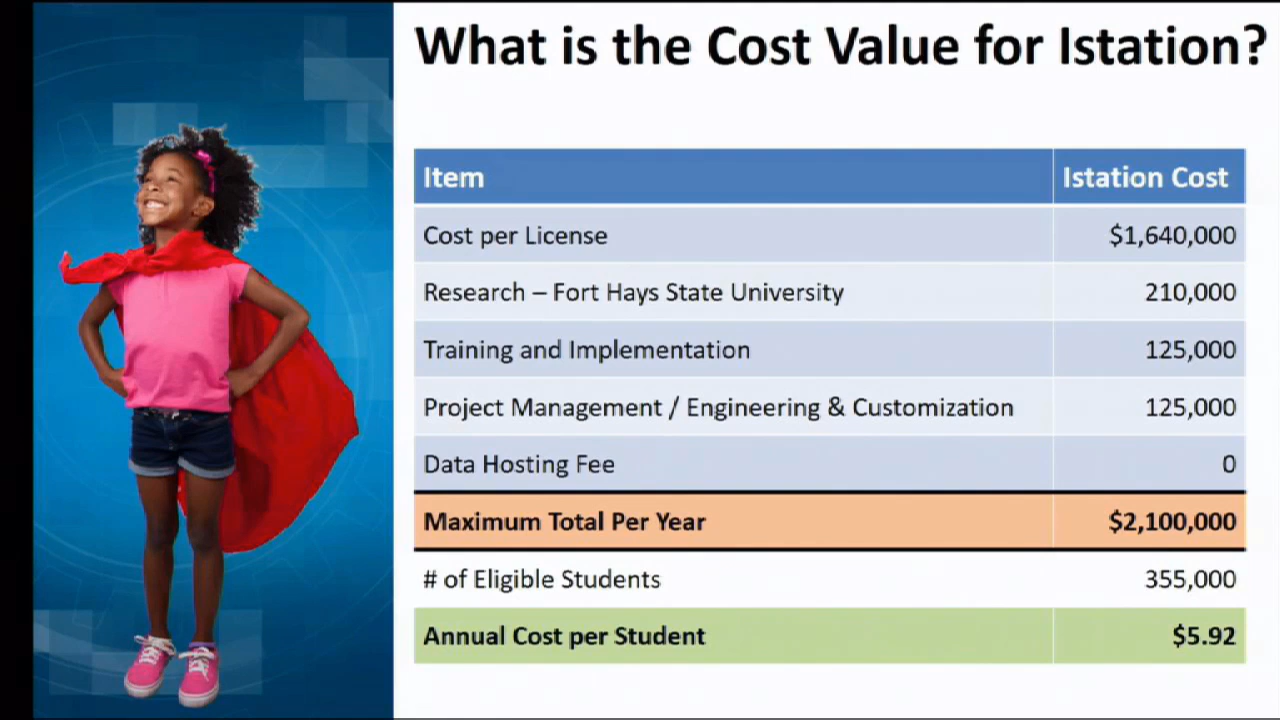 What is the Cost Value for Istation?
Item Istation Cost
Cost per License $1,640,000
Research – Fort Hays State University 210,000
Training and Implementation 125,000
Project Management / Engineering & Customization 125,000
Data Hosting Fee 0
Maximum Total Per Year $2,100,000
# of Eligible Students 355,000
Annual Cost per Student $5.92